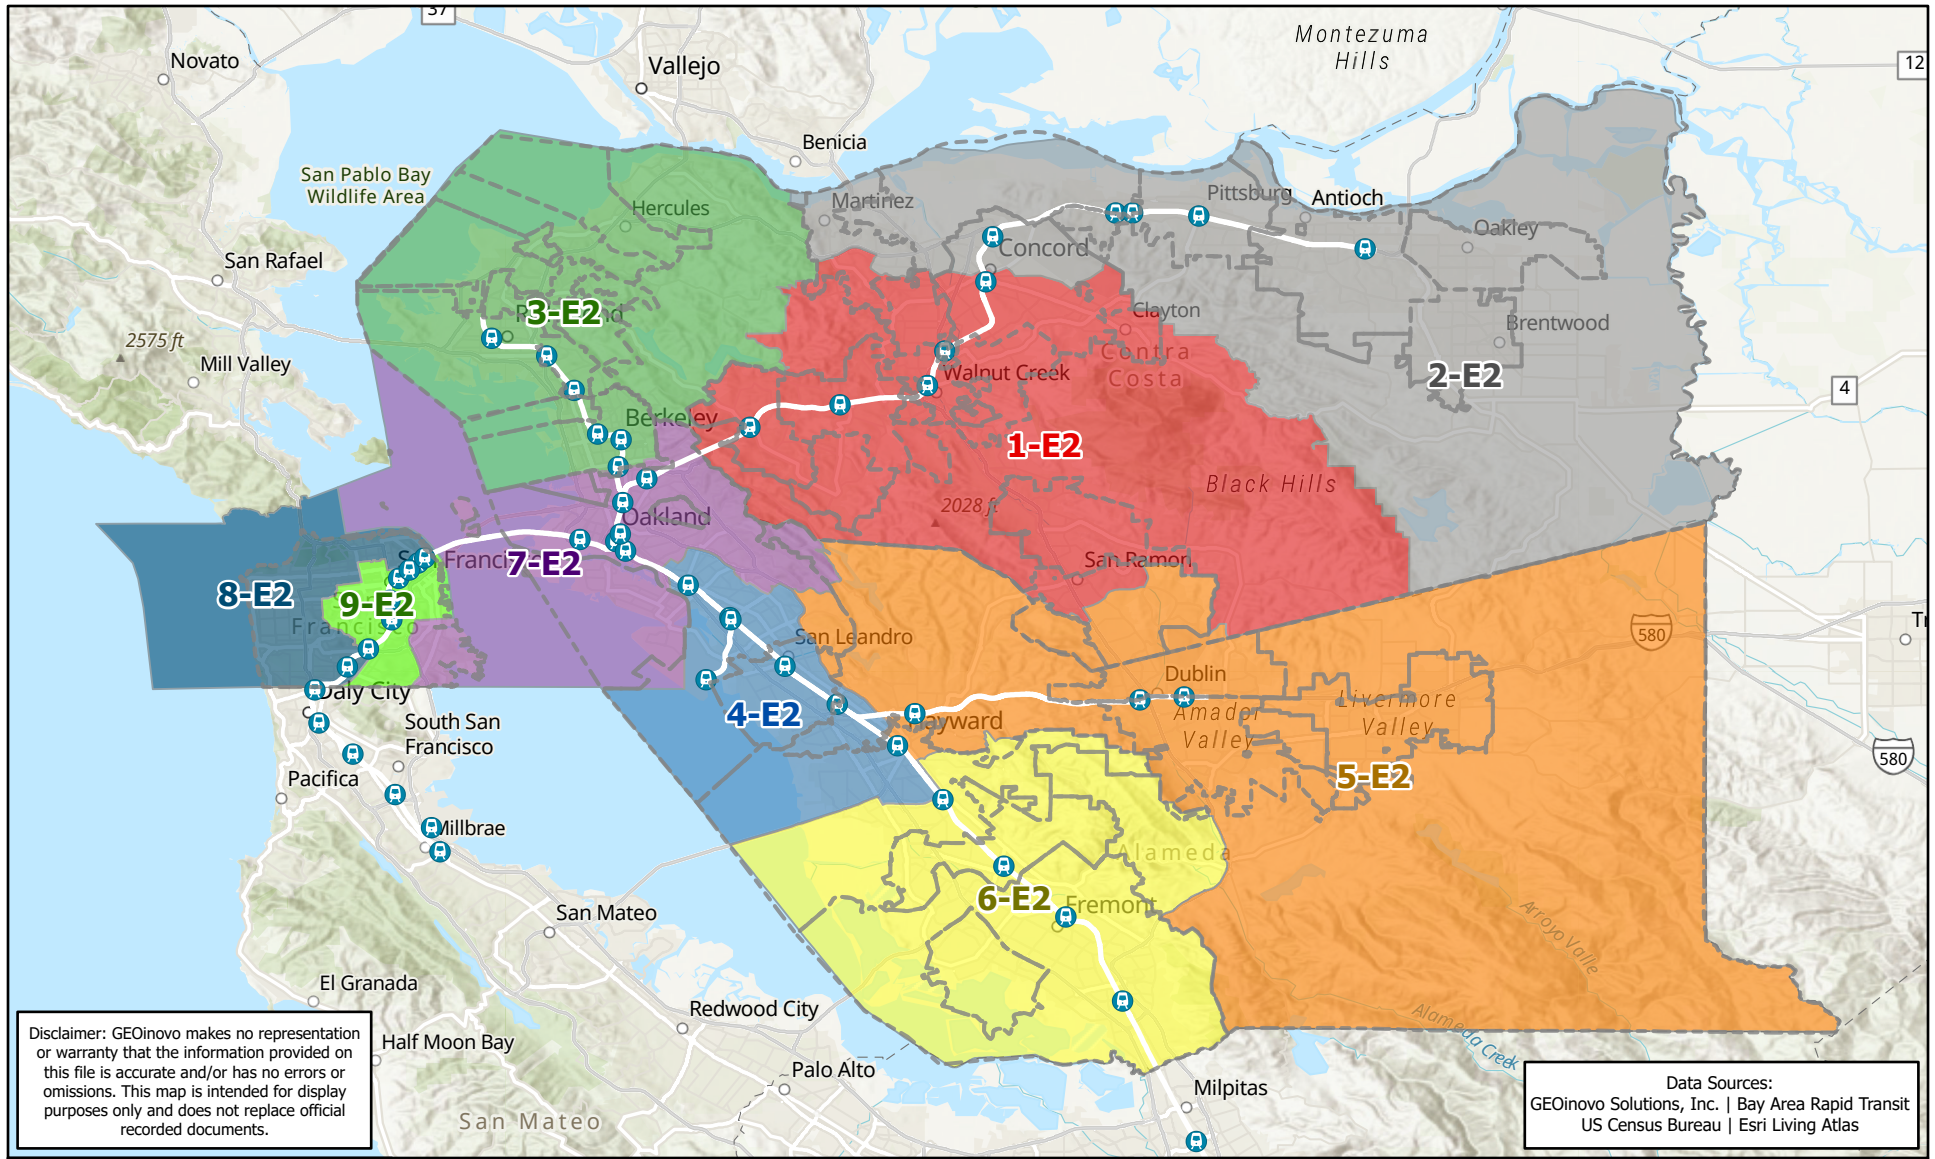 37
Novato
Vallejo
Montezuma
Hills
12
Benicia
San Pablo Bay
Wildlife Area
Hercules
Martinez
Pittsburg
Antioch
Oakley
San Rafael
Concord
2575 ft
3-E2
Clayton
Brentwood
Mill Valley
Contra
Costa
Walnut Creek
2-E2
4
Berkeley
1-E2
Black Hills
2028 ft
Oakland
San Francisco
7-E2
San Ramon
8-E2
9-E2
Francisco
San Leandro
580
Dublin
Daly City
4-E2
Hayward
Amador
Valley
Livermore
Valley
South San
Francisco
580
Pacifica
5-E2
Millbrae
Alameda
6-E2
Fremont
San Mateo
Arroyo Valle
El Granada
Redwood City
Alameda Creek
Half Moon Bay
Palo Alto
Milpitas
San Mateo
Disclaimer: GEOinovo makes no representation
or warranty that the information provided on
this file is accurate and/or has no errors or
omissions. This map is intended for display
purposes only and does not replace official
recorded documents.
Data Sources:
GEOinovo Solutions, Inc. | Bay Area Rapid Transit
US Census Bureau | Esri Living Atlas